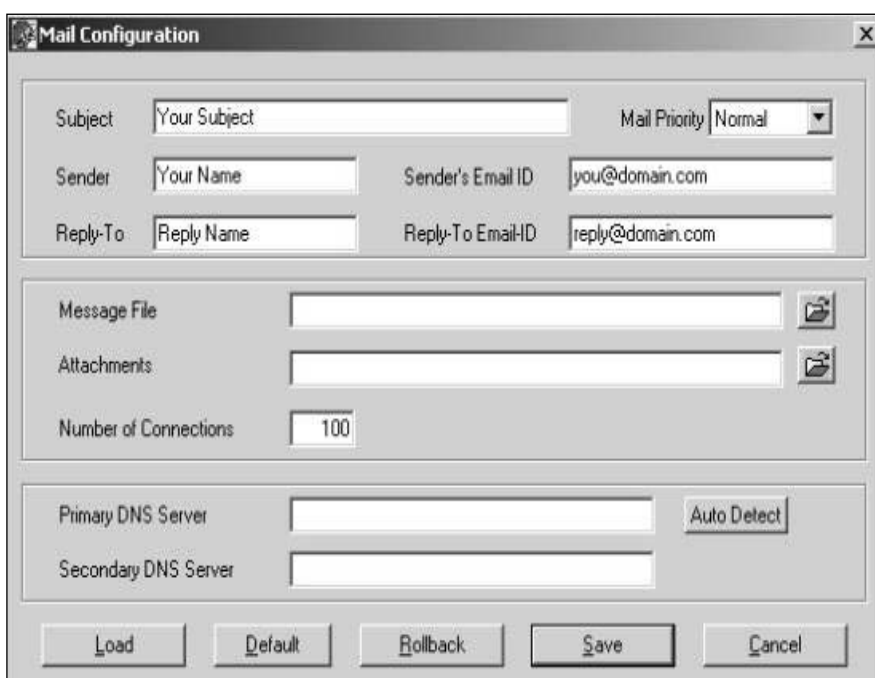 Mail Configuration
Subject Your Subject Mail Priority Normal
Sender Your Name Sender's Email ID you@domain.com
Reply-To Reply Name Reply-To Email-ID reply@domain.com
Message File
Attachments
Number of Connections 100
Primary DNS Server Auto Detect
Secondary DNS Server
Load Default Rollback Save Cancel